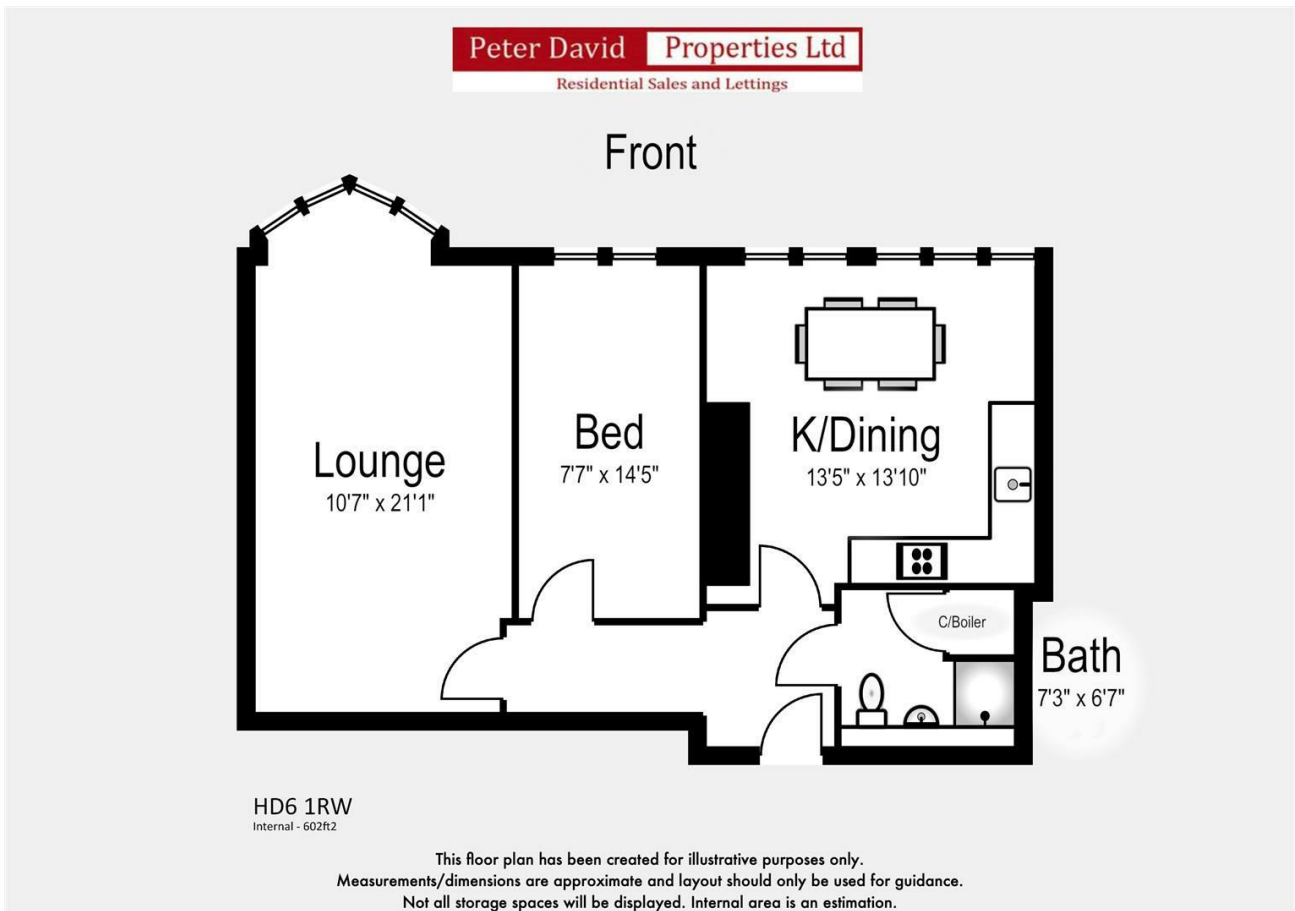 Peter David Properties Ltd
Residential Sales and Lettings
Front
Lounge
10'7" x 21'1"
Bed
7'7" x 14'5"
K/Dining
13'5" x 13'10"
C/Boiler
Bath
7'3" x 6'7"
HD6 1RW
Internal - 602ft2
This floor plan has been created for illustrative purposes only.
Measurements/dimensions are approximate and layout should only be used for guidance.
Not all storage spaces will be displayed. Internal area is an estimation.